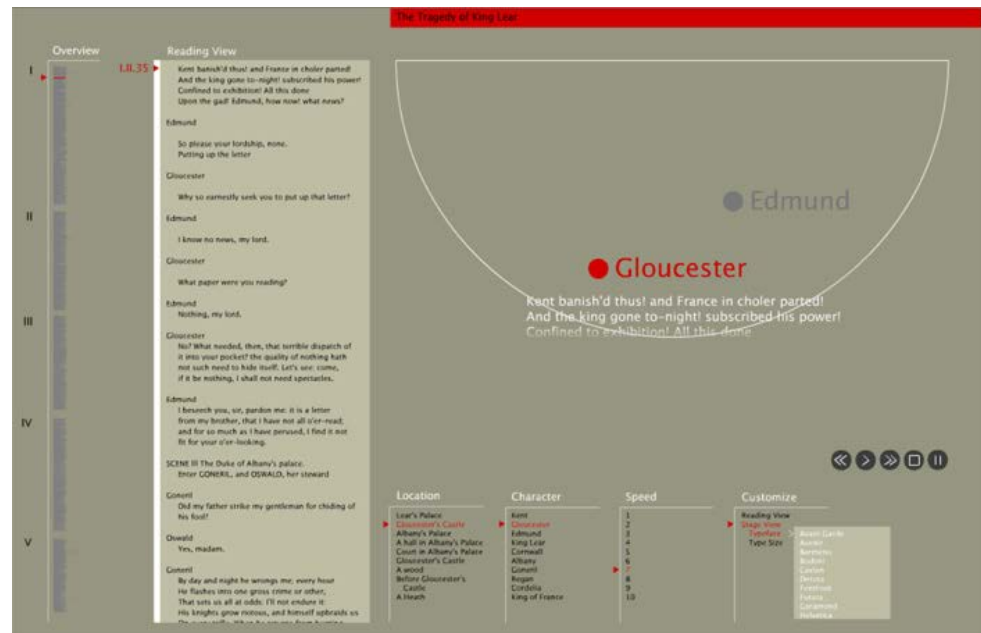 The Tragedy of King Lear
Overview
I
II
III
IV
V
Reading View
I.II.35
Kent banish'd thus! and France in choler parted!
And the king gone to-night! subscribed his power!
Confined to exhibition! All this done
Upon the gad! Edmund, how now! what news?
Edmund
So please your lordship, none.
Putting up the letter
Gloucester
Why so earnestly seek you to put up that letter?
Edmund
I know no news, my lord.
Gloucester
What paper were you reading?
Edmund
Nothing, my lord.
Gloucester
No? What needed, then, that terrible dispatch of
it into your pocket? the quality of nothing hath
not such need to hide itself. Let's see: come,
if it be nothing, I shall not need spectacles.
Edmund
I beseech you, sir, pardon me: it is a letter
from my brother, that I have not all o'er-read;
and for so much as I have perused, I find it not
fit for your o'er-looking.
SCENE III The Duke of Albany's palace.
Enter GONERIL, and OSWALD, her steward
Goneril
Did my father strike my gentleman for chiding of
his fool?
Oswald
Yes, madam.
Goneril
By day and night he wrongs me; every hour
He flashes into one gross crime or other,
That sets us all at odds: I'll not endure it:
His knights grow riotous, and himself upbraids us
Edmund
Gloucester
Kent banish'd thus! and France in choler parted!
And the king gone to-night! subscribed his power!
Confined to exhibition! All this done
Location
Lear's Palace
Gloucester's Castle
Albany's Palace
A hall in Albany's Palace
Court in Albany's Palace
Gloucester's Castle
A wood
Before Gloucester's
Castle
A Heath
Character
Kent
Gloucester
Edmund
King Lear
Cornwall
Albany
Goneril
Regan
Cordelia
King of France
Speed
1
2
3
4
5
6
7
8
9
10
Customize
Reading View
Stage View
Typeface >
Type Size
Avant Garde
Bodoni
Caslon
Futura
Garamond
Helvetica